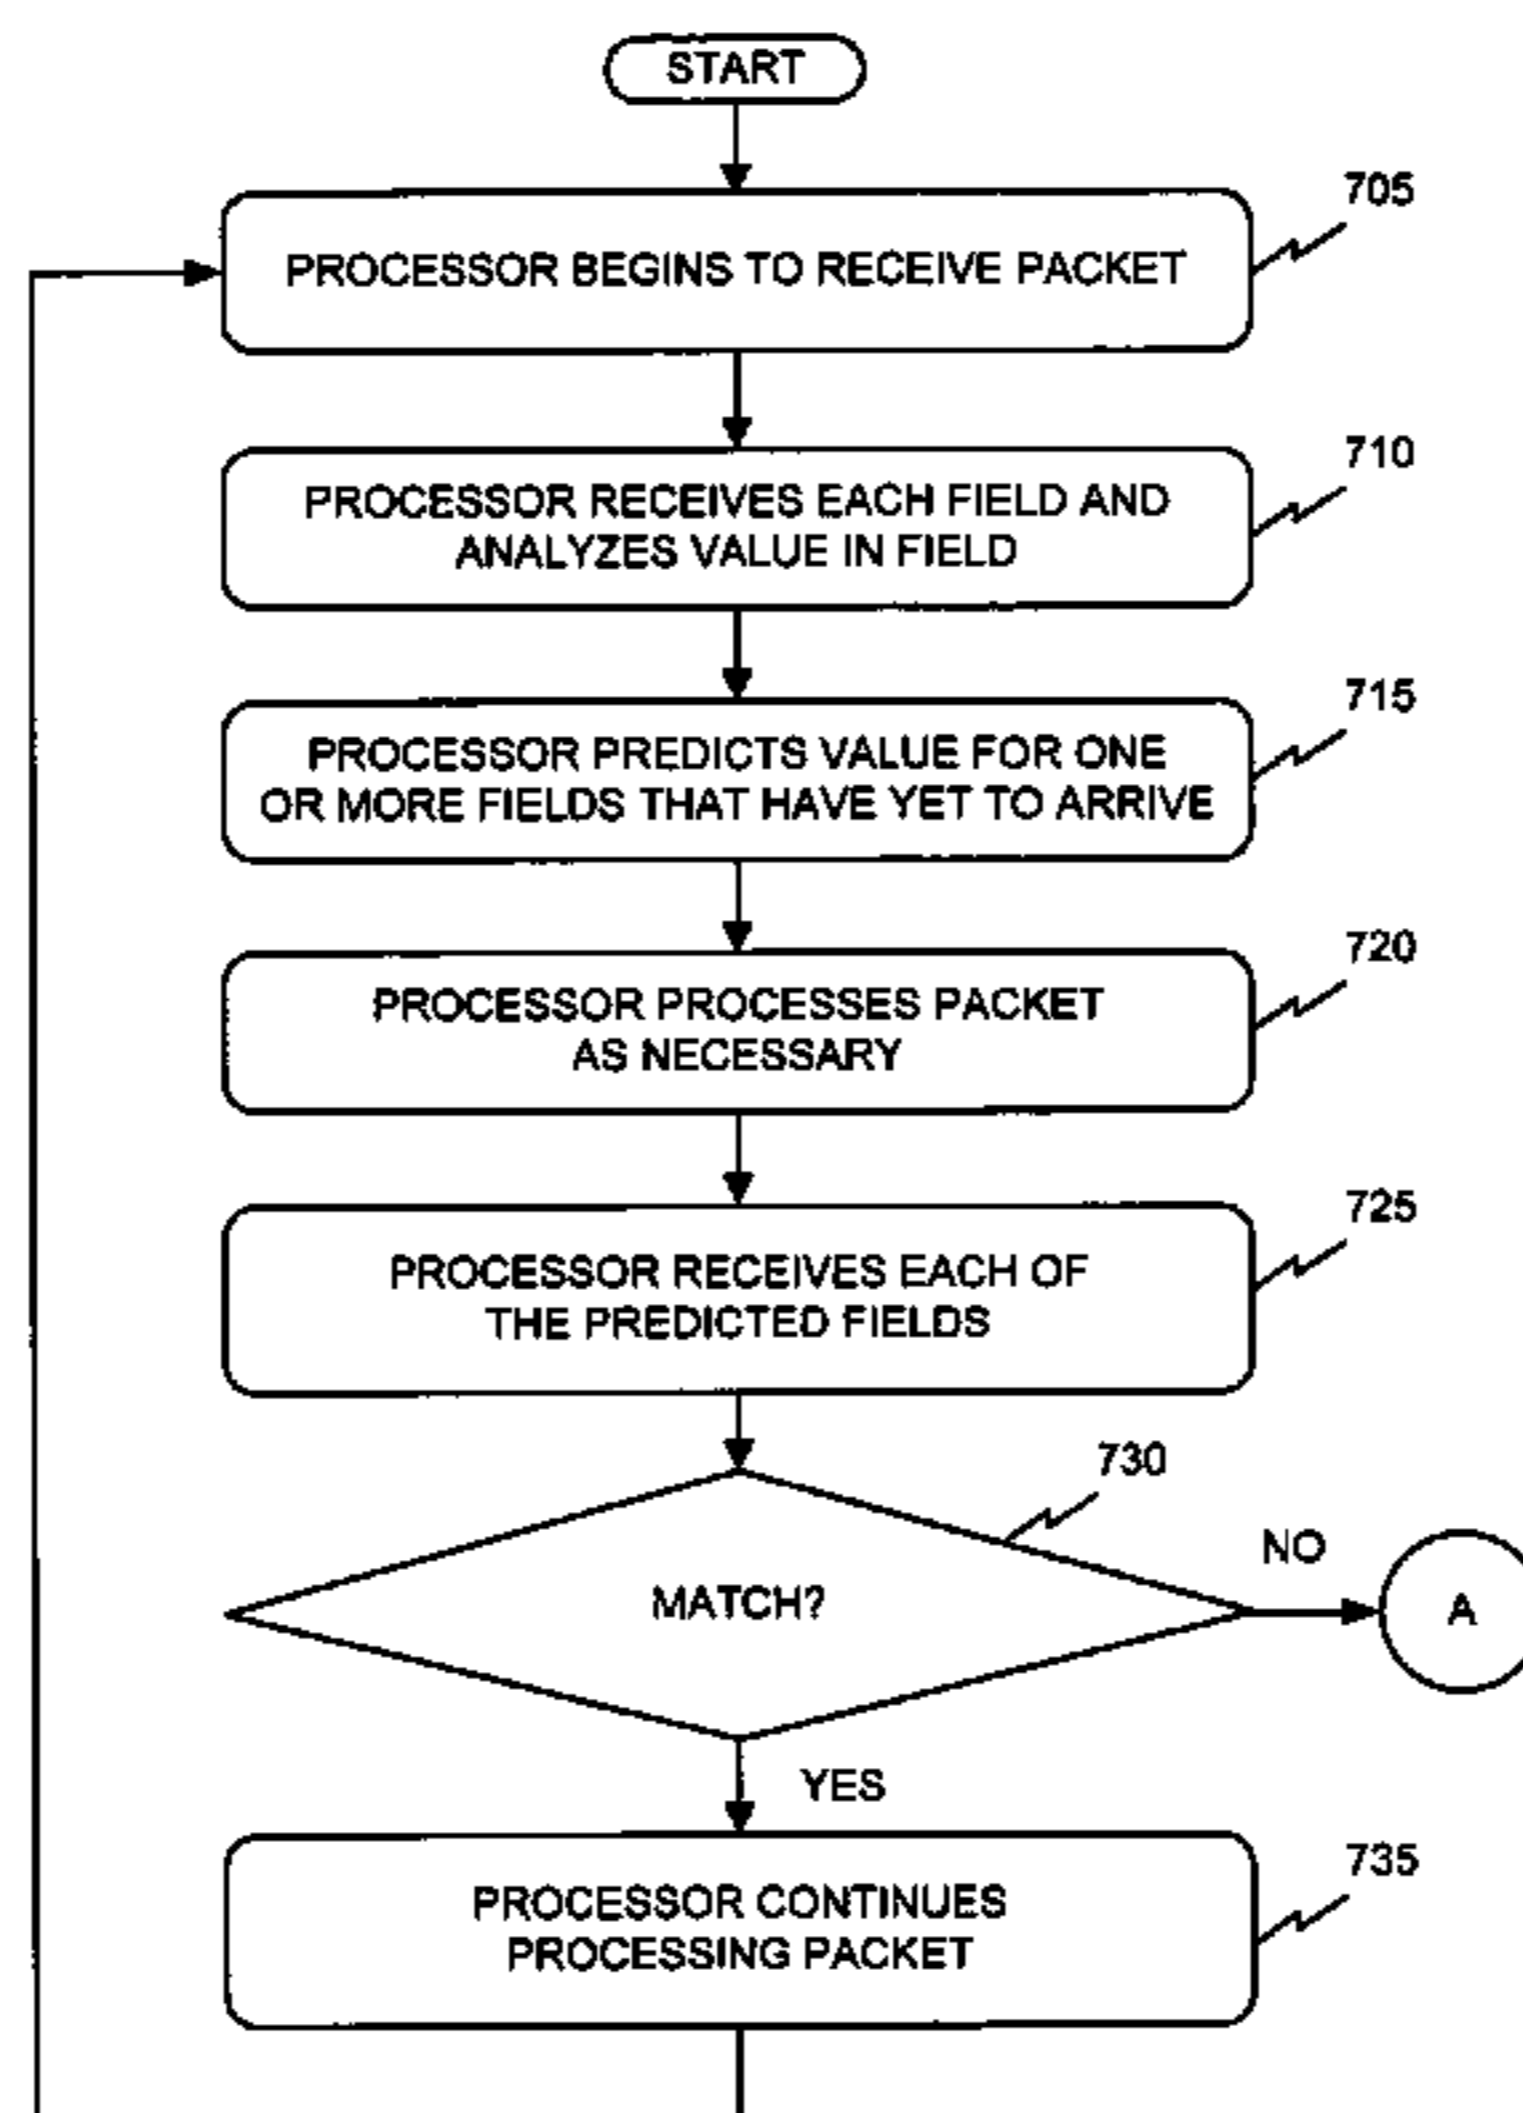 START
705
PROCESSOR BEGINS TO RECEIVE PACKET
710
PROCESSOR RECEIVES EACH FIELD AND
ANALYZES VALUE IN FIELD
715
PROCESSOR PREDICTS VALUE FOR ONE
OR MORE FIELDS THAT HAVE YET TO ARRIVE
720
PROCESSOR PROCESSES PACKET
AS NECESSARY
725
PROCESSOR RECEIVES EACH OF
THE PREDICTED FIELDS
730
NO
MATCH?
A
YES
735
PROCESSOR CONTINUES
PROCESSING PACKET